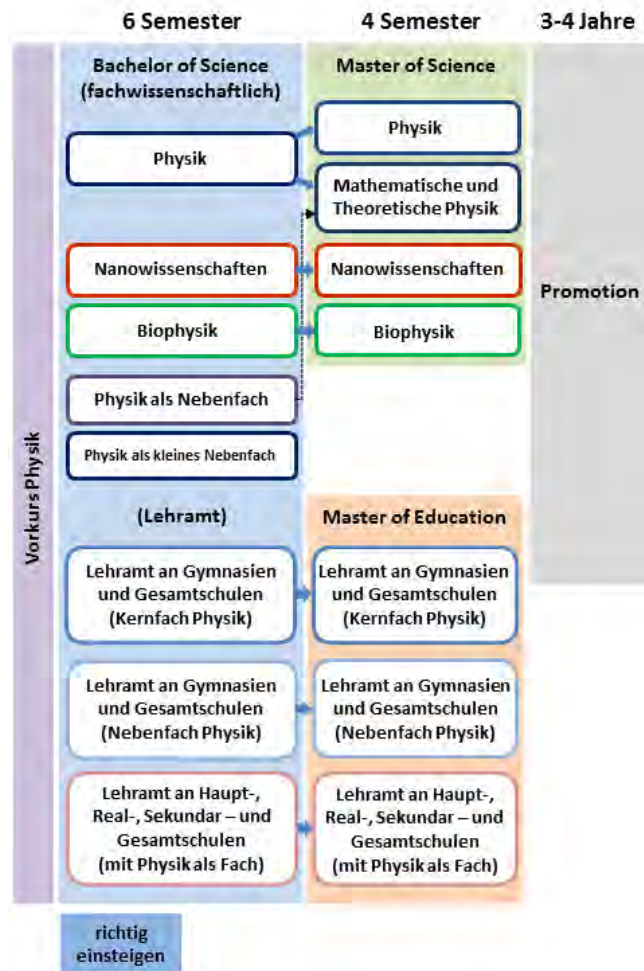 6 Semester
4 Semester
3-4 Jahre
Vorkurs Physik
Bachelor of Science
(fachwissenschaftlich)
Physik
Nanowissenschaften
Biophysik
Physik als Nebenfach
Physik als kleines Nebenfach
(Lehramt)
Lehramt an Gymnasien
und Gesamtschulen
(Kernfach Physik)
Lehramt an Gymnasien
und Gesamtschulen
(Nebenfach Physik)
Lehramt an Haupt-,
Real-, Sekundar – und
Gesamtschulen
(mit Physik als Fach)
Master of Science
Physik
Mathematische und
Theoretische Physik
Nanowissenschaften
Biophysik
Master of Education
Lehramt an Gymnasien
und Gesamtschulen
(Kernfach Physik)
Lehramt an Gymnasien
und Gesamtschulen
(Nebenfach Physik)
Lehramt an Haupt-,
Real-, Sekundar – und
Gesamtschulen
(mit Physik als Fach)
Promotion
richtig
einsteigen